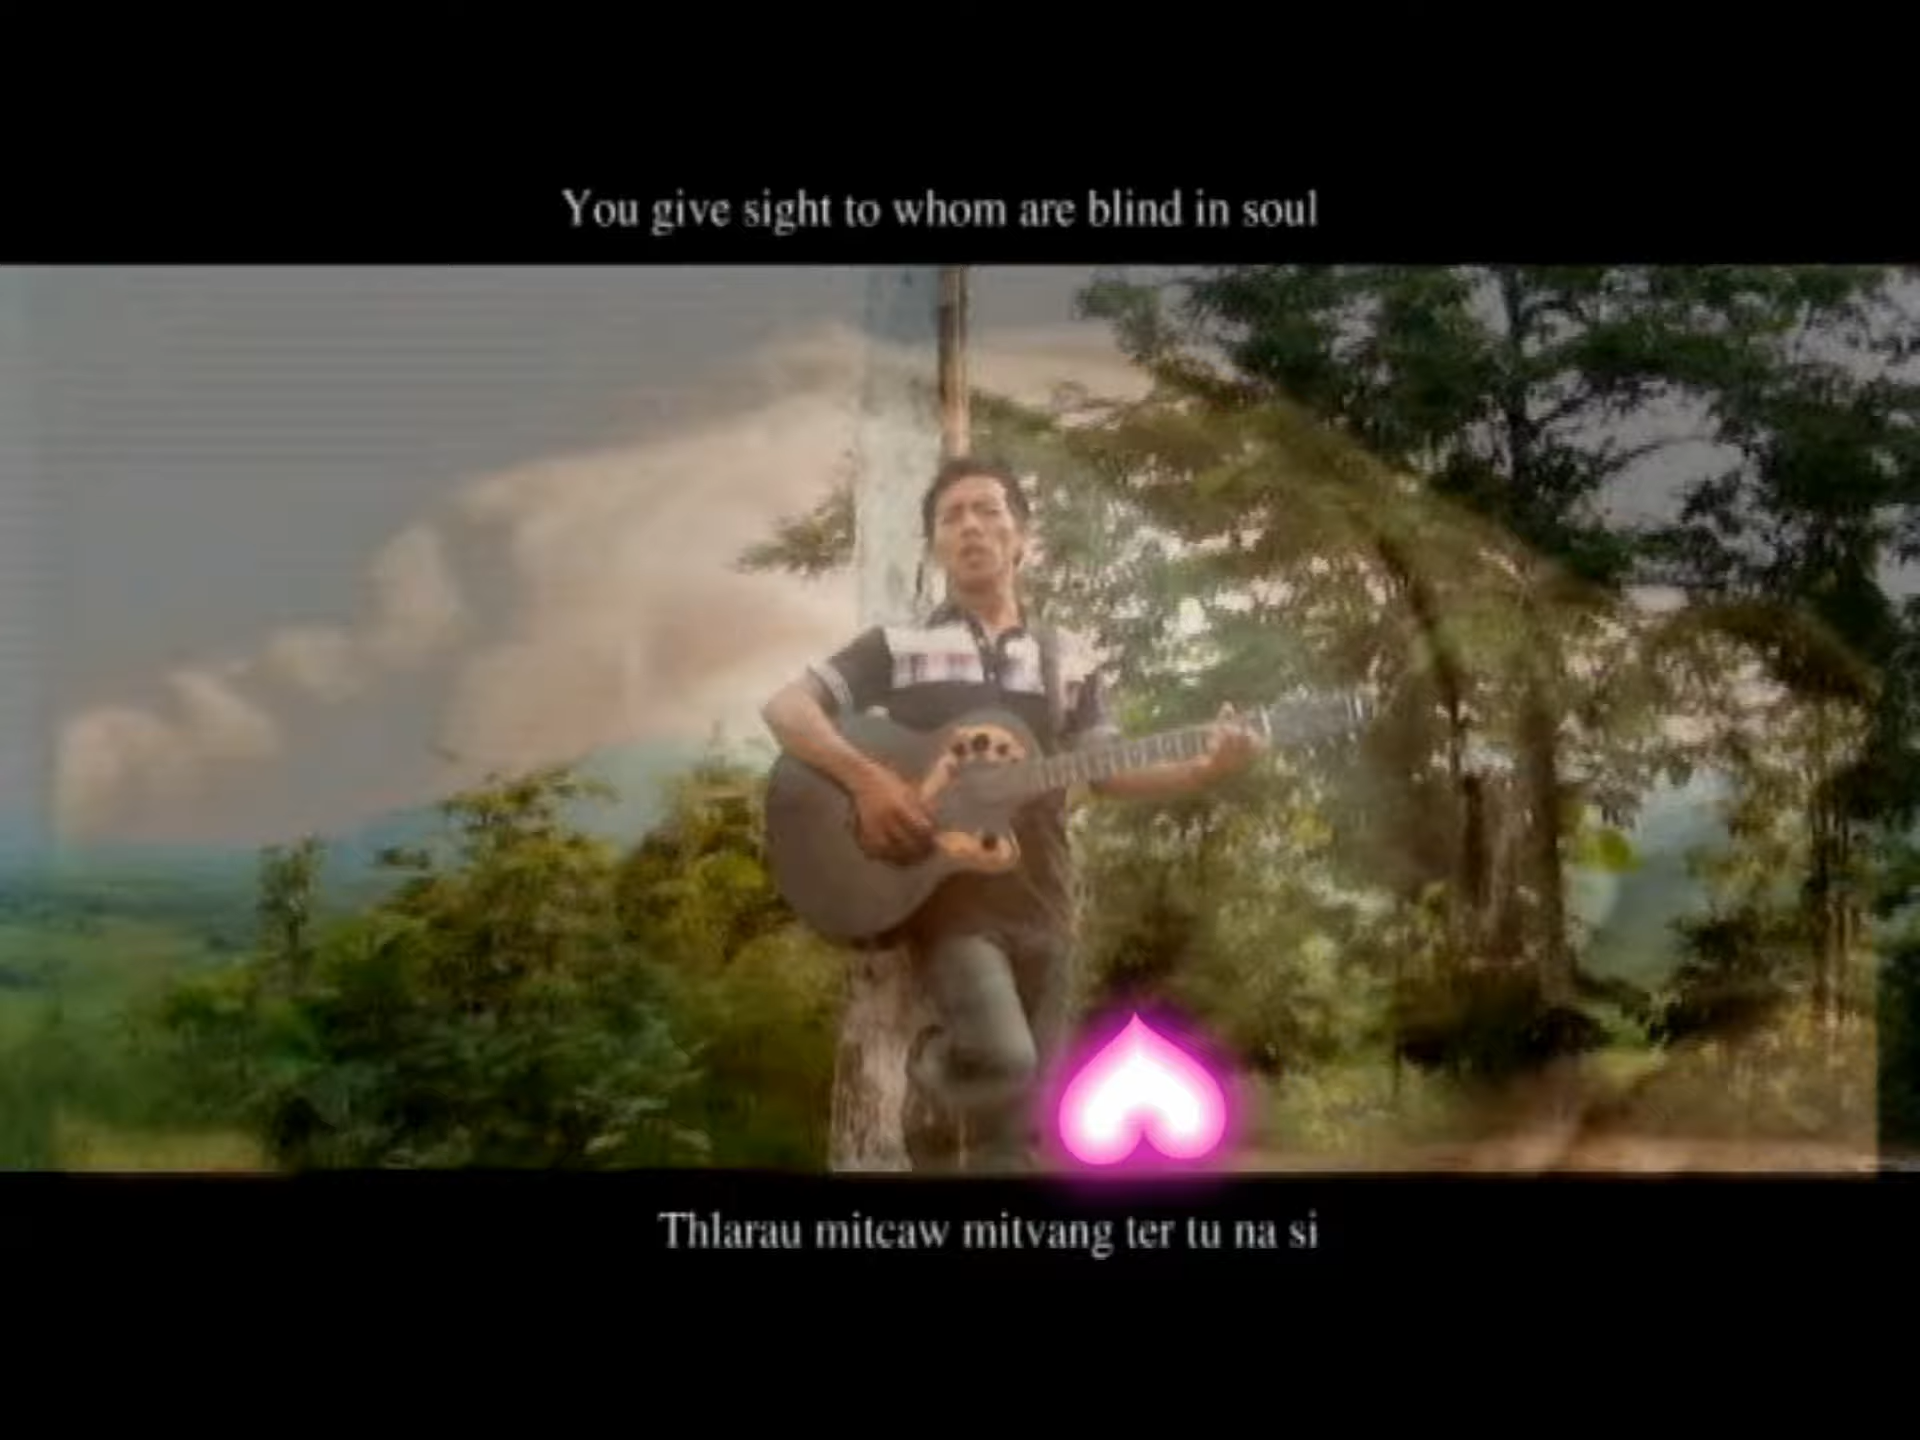 You give sight to whom are blind in soul
Thlarau mitcaw mitvang ter tu na si